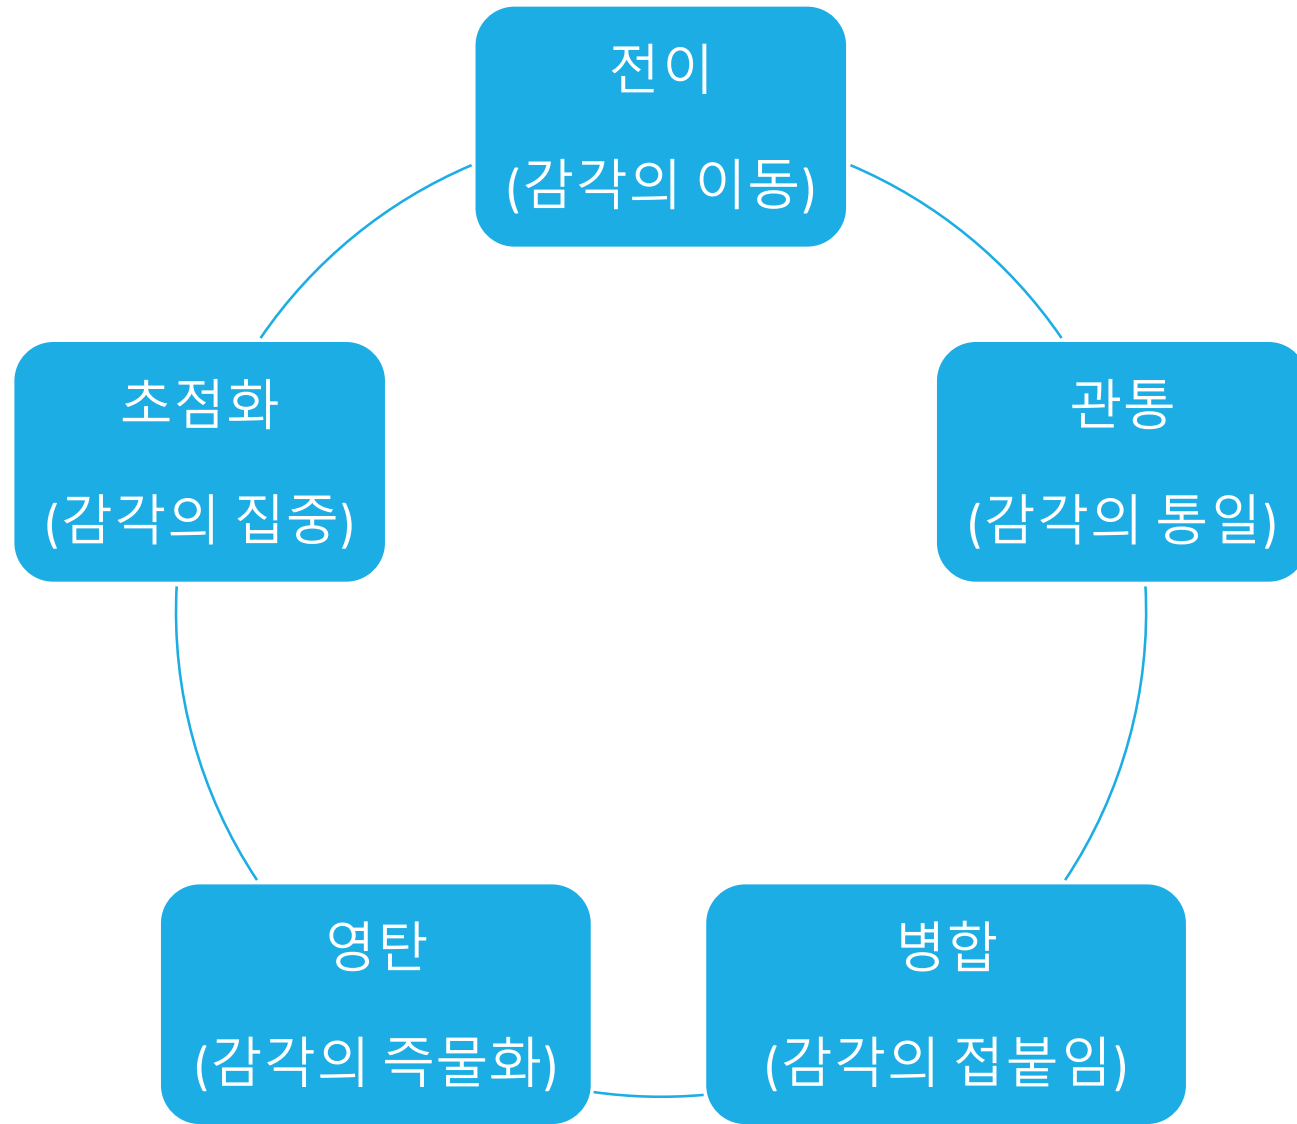 전이
(감각의 이동)
관통
(감각의 통일)
병합
(감각의 접붙임)
영탄
(감각의 즉물화)
초점화
(감각의 집중)